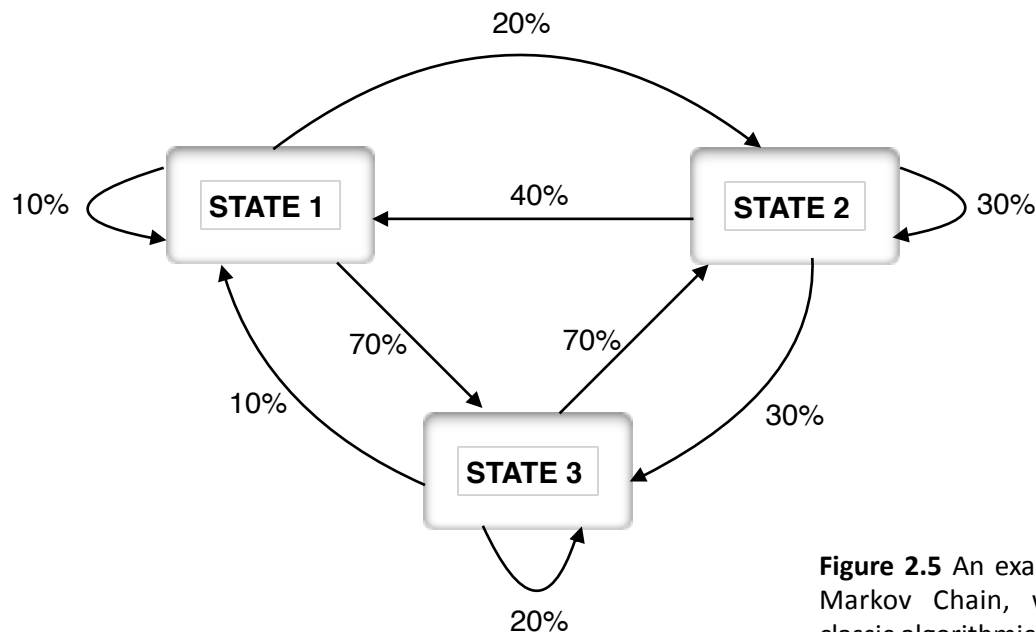 20%
10%
STATE 1
40%
STATE 2
30%
70%
70%
10%
30%
STATE 3
20%
Figure 2.5 An exa
Markov Chain,
classic algorithmic